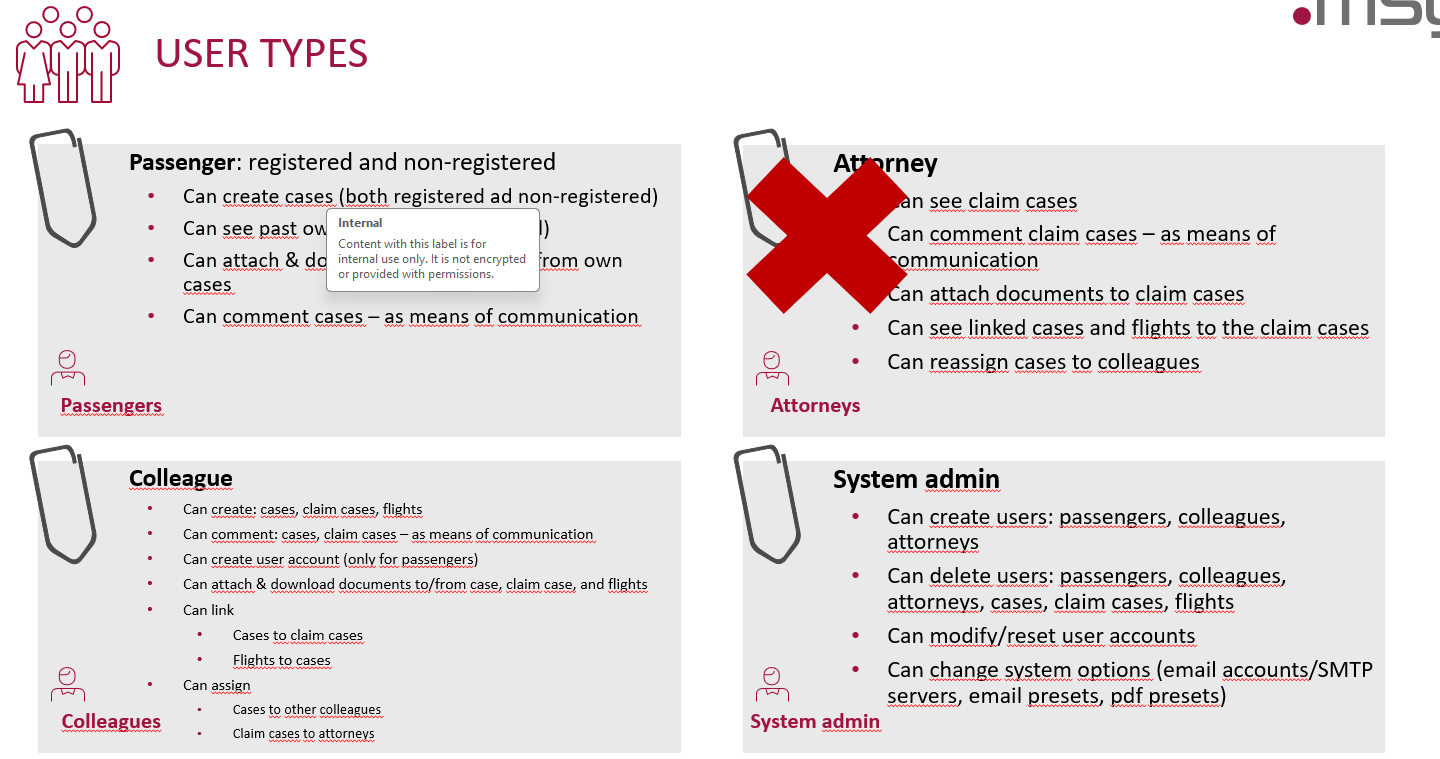 .msg
USER TYPES
Passenger: registered and non-registered
• Can create cases (both registered ad non-registered)
• Can see past
Internal
Content with this label is for
internal use only. It is not encrypted
or provided with permissions.
• Can attach & from own
cases
• Can comment cases – as means of communication
Passengers
Attorney
see claim cases
Can comment claim cases – as means of
communication
Can attach documents to claim cases
• Can see linked cases and flights to the claim cases
• Can reassign cases to colleagues
Attorneys
Colleague
• Can create: cases, claim cases, flights
• Can comment: cases, claim cases – as means of communication
• Can create user account (only for passengers)
• Can attach & download documents to/from case, claim case, and flights
• Can link
• Cases to claim cases
• Flights to cases
• Can assign
• Cases to other colleagues
• Claim cases to attorneys
Colleagues
System admin
• Can create users: passengers, colleagues,
attorneys
• Can delete users: passengers, colleagues,
attorneys, cases, claim cases, flights
• Can modify/reset user accounts
• Can change system options (email accounts/SMTP
servers, email presets, pdf presets)
System admin